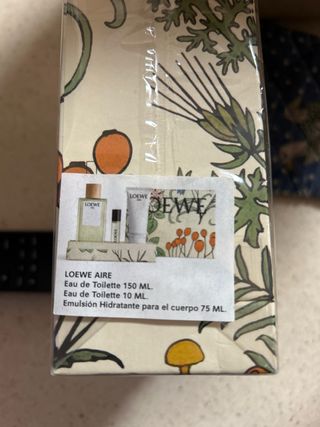 LOEWE
LOEWE
LOEWE
LOEWE AIRE
Eau de Toilette 150 ML.
Eau de Toilette 10 ML.
Emulsión Hidratante para el cuerpo 75 ML.